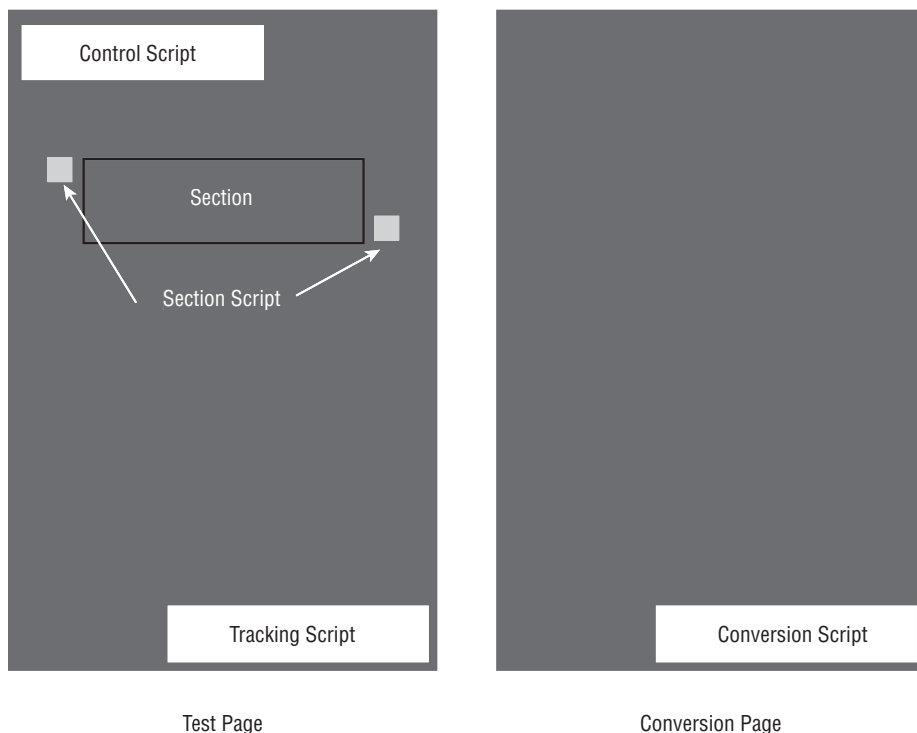 Control Script
Section
Section Script
Tracking Script
Conversion Script
Test Page
Conversion Page